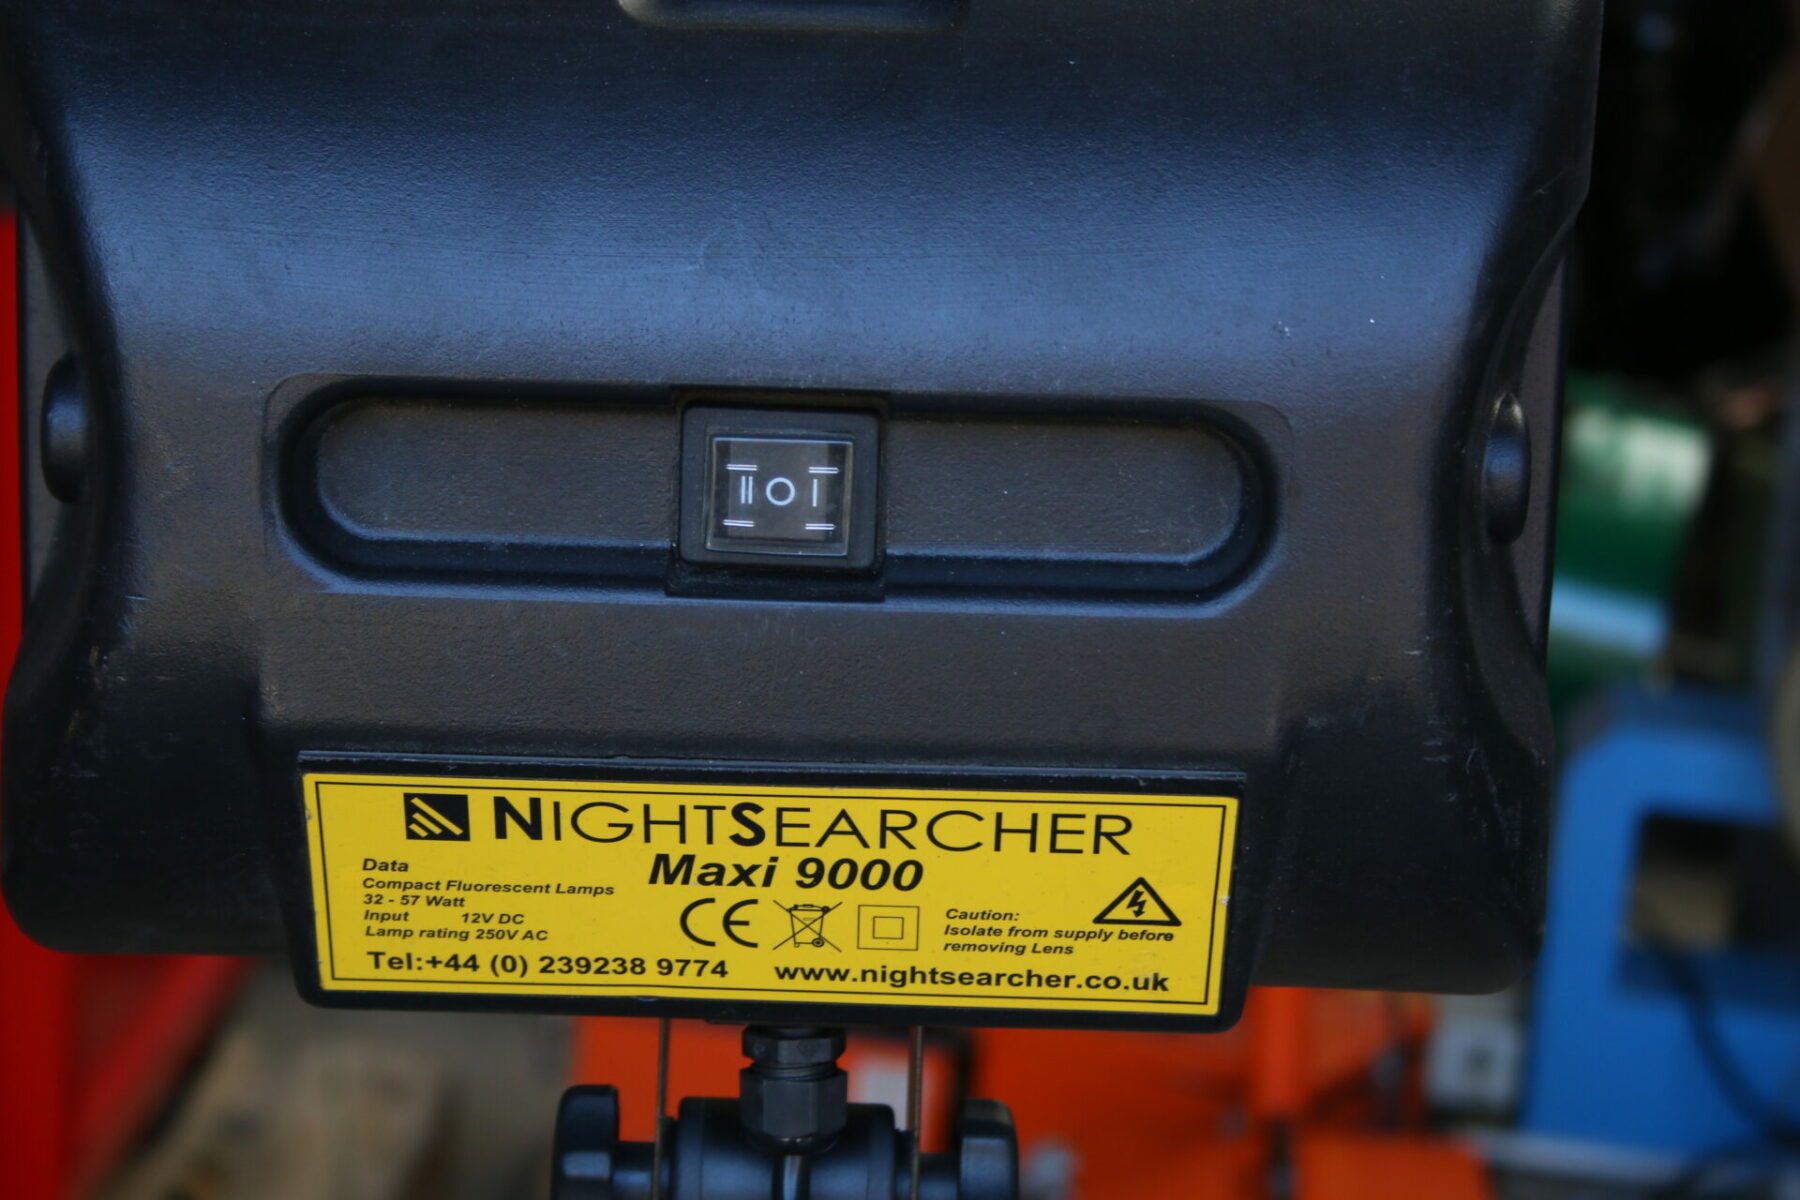 II O I
NIGHTSEARCHER
Maxi 9000
Data
Compact Fluorescent Lamps
32 - 57 Watt
Input 12V DC
Lamp rating 250V AC
CE
Caution:
Isolate from supply before
removing Lens
Tel:+44 (0) 239238 9774
www.nightsearcher.co.uk